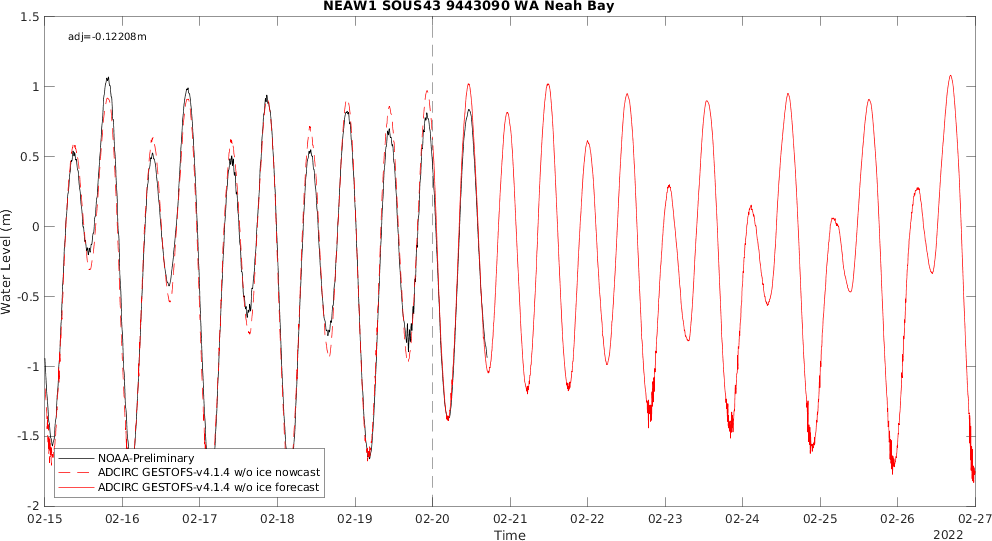 NEAW1 SOUS43 9443090 WA Neah Bay
adj=-0.12208m
1.5
1
0.5
0
-0.5
-1
-1.5
-2
Water Level (m)
NOAA-Preliminary
ADCIRC GESTOFS-v4.1.4 w/o ice nowcast
ADCIRC GESTOFS-v4.1.4 w/o ice forecast
02-15 02-16 02-17 02-18 02-19 02-20 02-21 02-22 02-23 02-24 02-25 02-26 02-27
Time
2022